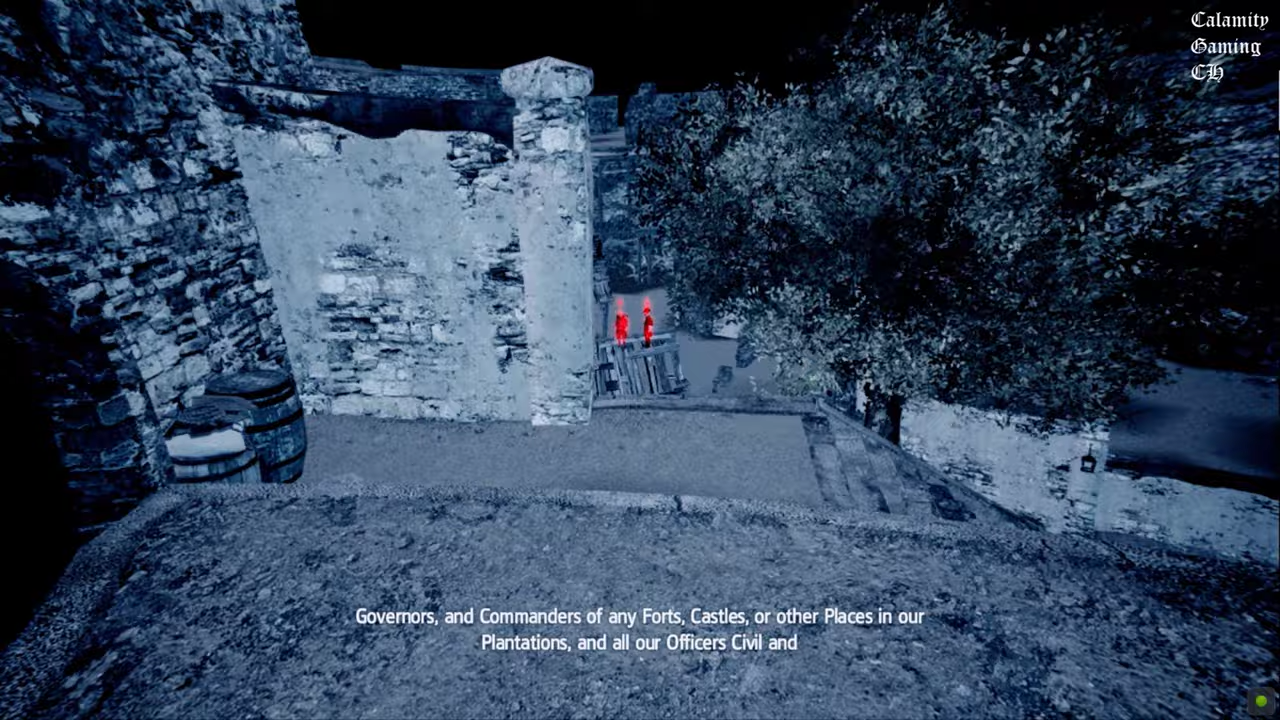 Calamity
Gaming
CH
Governors, and Commanders of any Forts, Castles, or other Places in our
Plantations, and all our Officers Civil and